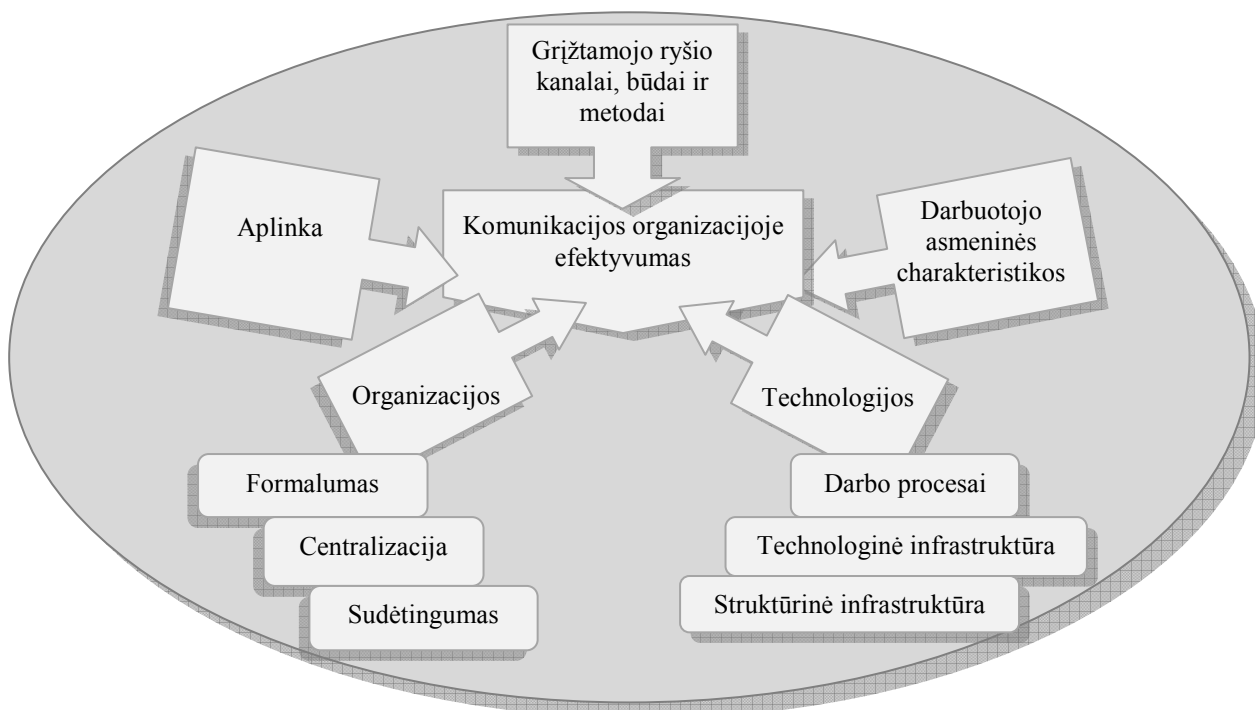 Grįžtamojo ryšio
kanalai, būdai ir
metodai
Aplinka
Komunikacijos organizacijoje
efektyvumas
Darbuotojo
asmeninės
charakteristikos
Organizacijos
Technologijos
Formalumas
Centralizacija
Sudėtingumas
Darbo procesai
Technologinė infrastruktūra
Struktūrinė infrastruktūra